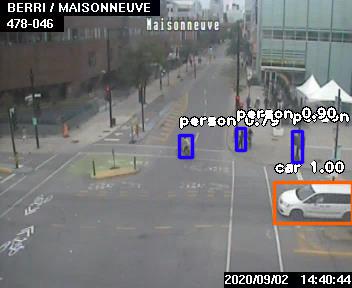 BERRI / MAISONNEUVE
478-046
Maisonneuve
person 0.90
person 0.79
car 1.00
2020/09/02 14:40:44